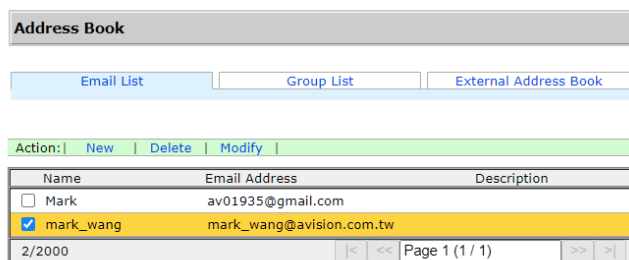 Address Book
Email List Group List External Address Book
Action:| New | Delete | Modify |
Name Email Address Description
Mark av01935@gmail.com
mark_wang mark_wang@avision.com.tw
2/2000 |< << Page 1 (1 / 1) >> >|